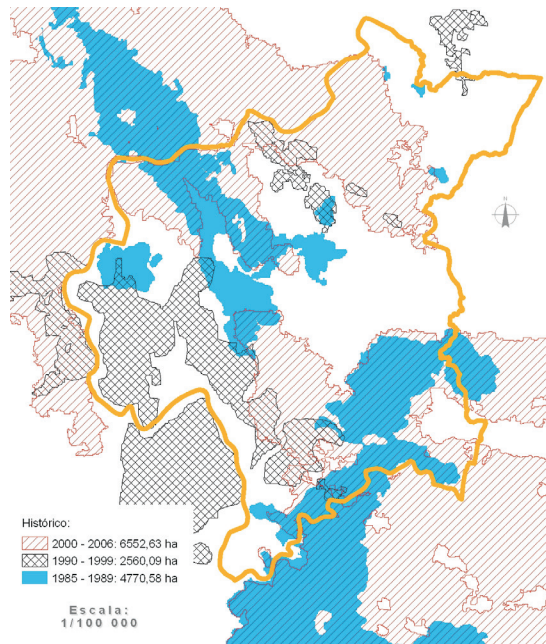 N
Histórico:
2000 - 2006: 6552,63 ha
1990 - 1999: 2560,09 ha
1985 - 1989: 4770,58 ha
Escala:
1/100 000